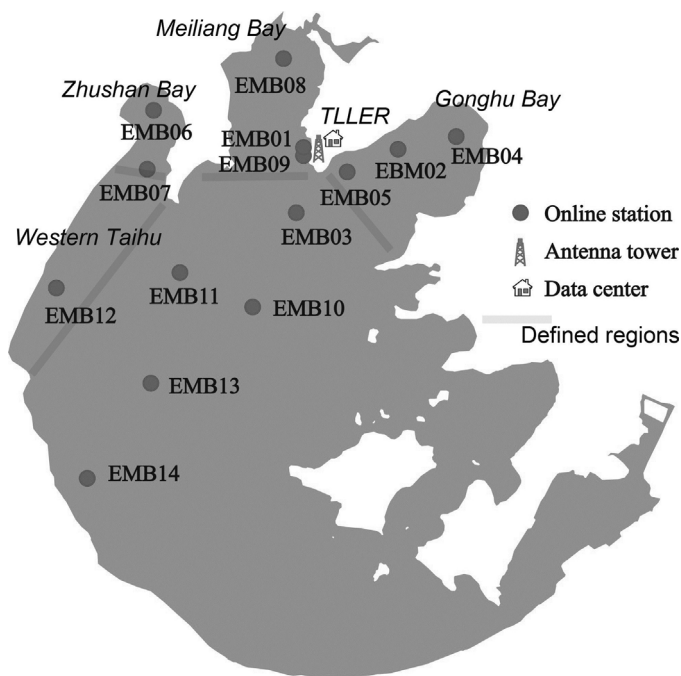 Meiliang Bay
EMB08
Zhushan Bay
EMB06
TLLER
Gonghu Bay
EMB01
EMB09
EBM02
EMB04
EMB07
EMB05
EMB03
Online station
Western Taihu
Antenna tower
EMB11
EMB12
EMB10
Data center
Defined regions
EMB13
EMB14